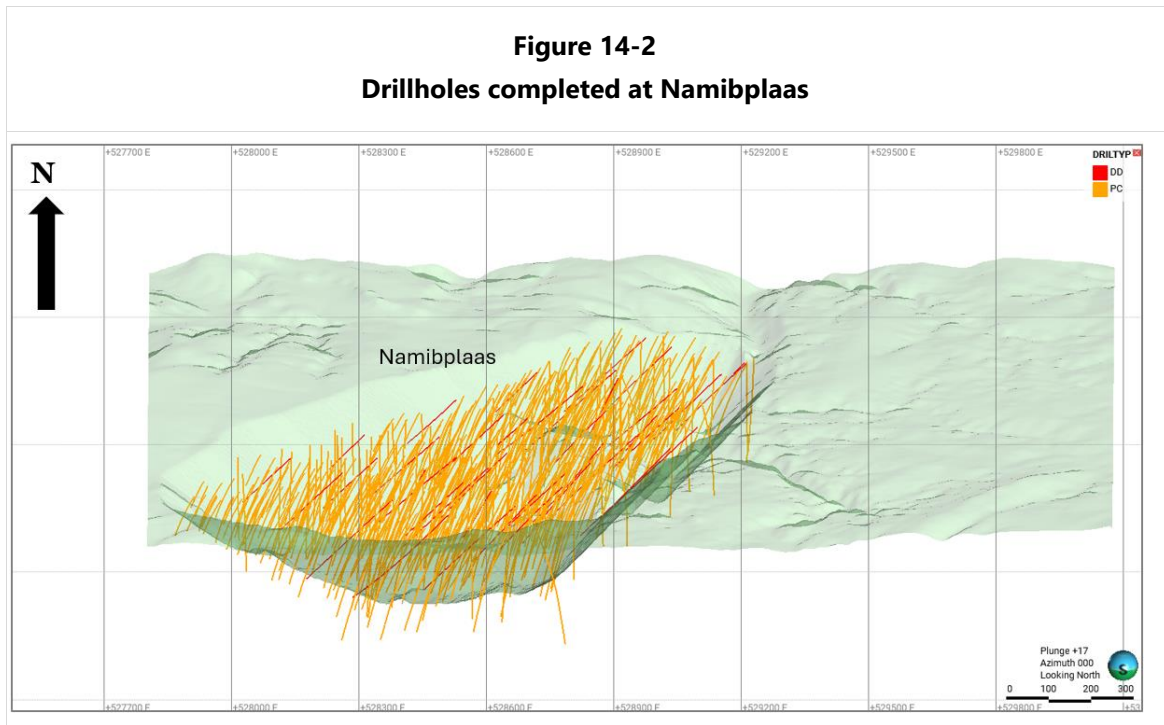 Figure 14-2
Drillholes completed at Namibplaas
N
+527700 E +528000 E +528300 E +528600 E +528900 E +529200 E +529500 E +529800 E
DRILTYP
DD
PC
Namibplaas
Plunge +17
Azimuth 000
Looking North
S
0 100 200 300
+527700 E +528000 E +528300 E +528600 E +528900 E +529200 E +529500 E +529800 E +53